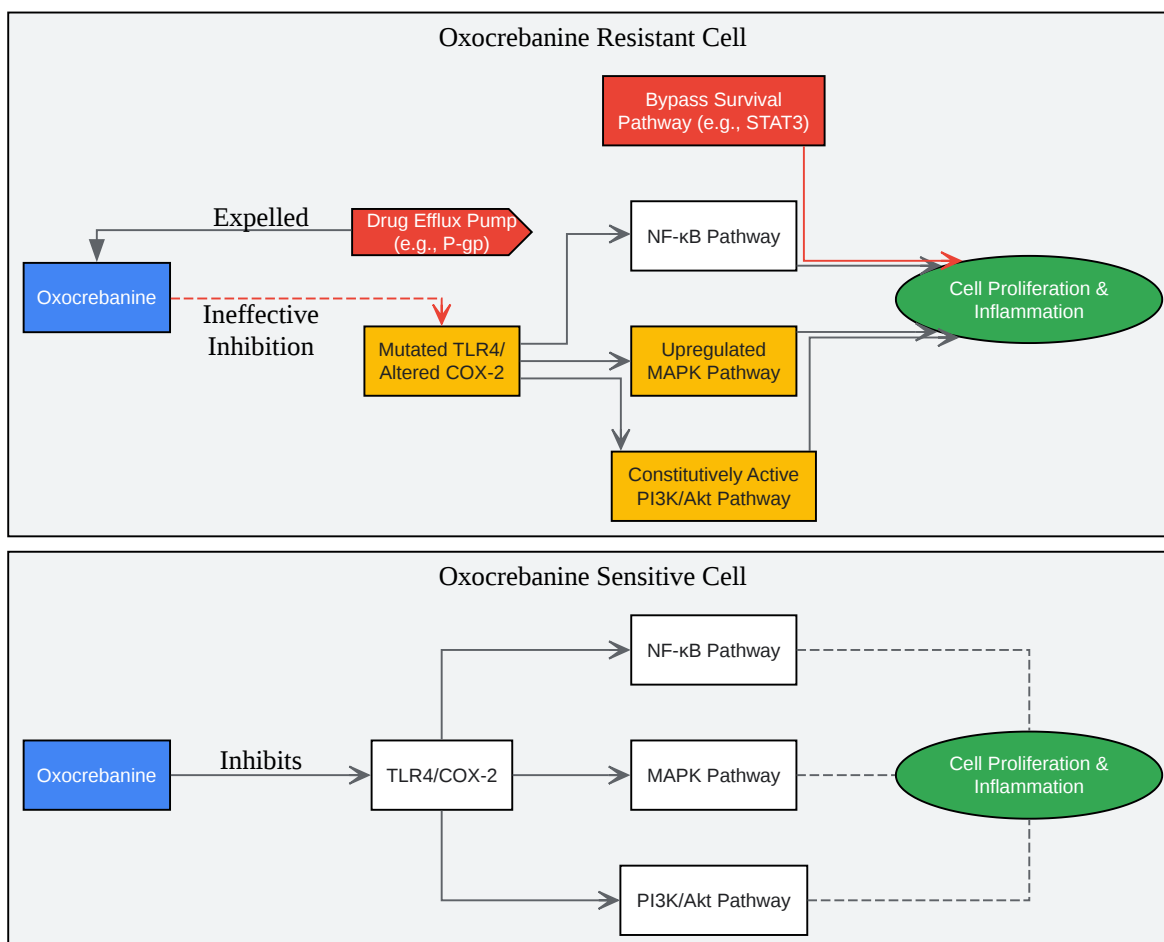 Oxocrebanine Resistant Cell
Bypass Survival
Pathway (e.g., STAT3)
Expelled
Drug Efflux Pump
(e.g., P-gp)
NF-κB Pathway
Oxocrebanine
Ineffective
Inhibition
Cell Proliferation &
Inflammation
Mutated TLR4/
Altered COX-2
Upregulated
MAPK Pathway
Constitutively Active
PI3K/Akt Pathway
Oxocrebanine Sensitive Cell
NF-κB Pathway
Oxocrebanine
Inhibits
TLR4/COX-2
MAPK Pathway
Cell Proliferation &
Inflammation
PI3K/Akt Pathway